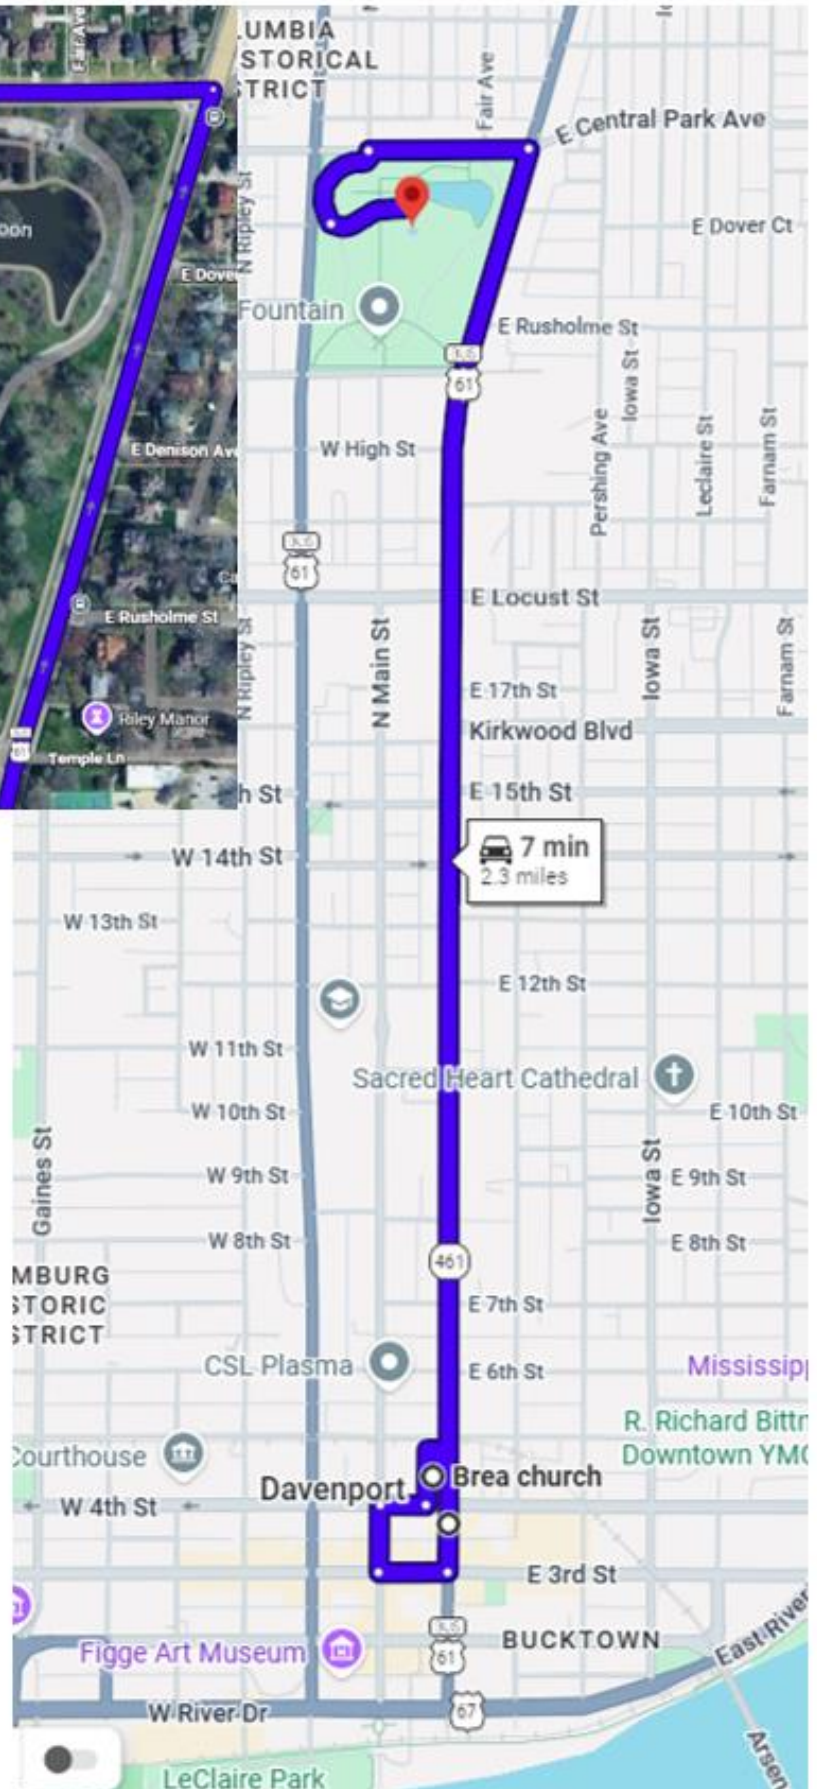 LUMBIA
STORICAL
STRICT
Fair Ave
E Central Park Ave
N Ripley St
E Dover Ct
E Dover
Fountain
E Rusholme St
61
Iowa St
W High St
Pershing Ave
Leclaire St
Farnam St
E Denison Ave
61
E Locust St
E Rusholme St
N Ripley St
N Main St
Iowa St
Farnam St
E 17th St
Riley Manor
Kirkwood Blvd
61
Temple Ln
h St
E 15th St
7 min
2.3 miles
W 14th St
W 13th St
E 12th St
W 11th St
Sacred Heart Cathedral
W 10th St
E 10th St
Gaines St
Iowa St
W 9th St
E 9th St
W 8th St
E 8th St
461
MBURG
STORIC
STRICT
E 7th St
CSL Plasma
E 6th St
Mississipp
R. Richard Bittn
Downtown YMC
Courthouse
Davenport
Brea church
W 4th St
E 3rd St
BUCKTOWN
61
Figge Art Museum
East River
W River Dr
67
Arsen
LeClaire Park